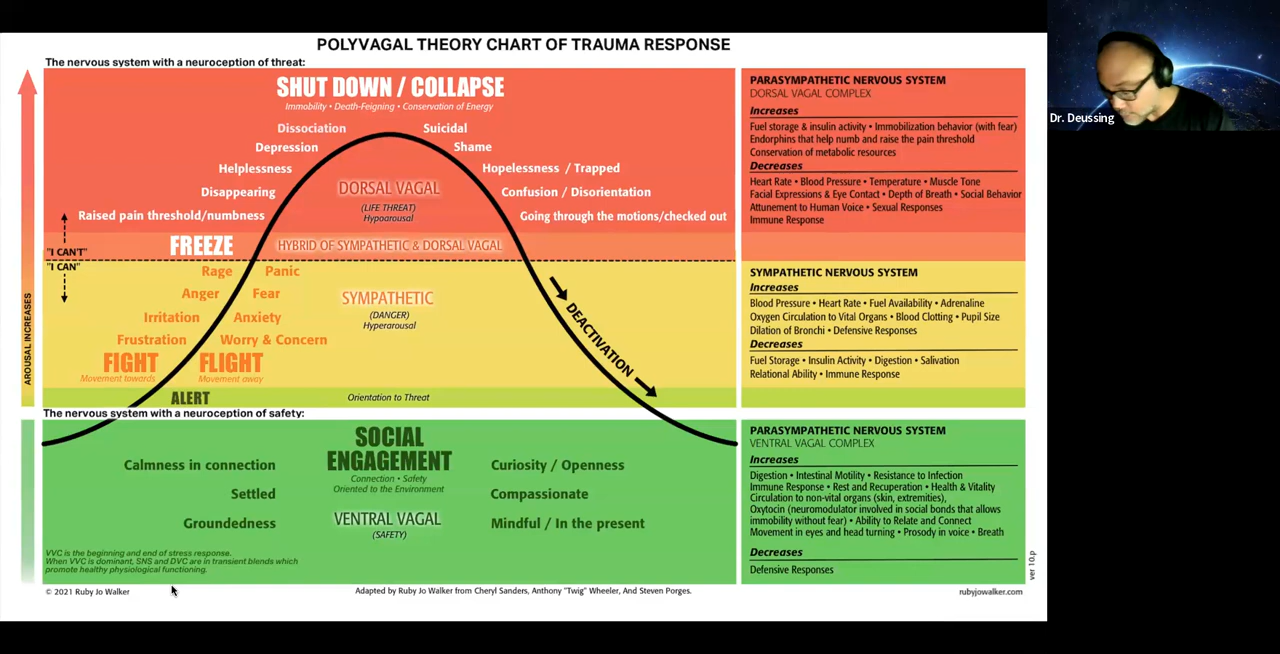 POLYVAGAL THEORY CHART OF TRAUMA RESPONSE
The nervous system with a neuroception of threat:
SHUT DOWN / COLLAPSE
Immobility • Death-Feigning • Conservation of Energy
Dissociation
Suicidal
Depression
Shame
Helplessness
Hopelessness / Trapped
Disappearing
DORSAL VAGAL
Confusion / Disorientation
(LIFE THREAT)
Hypoarousal
Raised pain threshold/numbness
Going through the motions/checked out
"I CAN'T"
FREEZE
HYBRID OF SYMPATHETIC & DORSAL VAGAL
"I CAN"
Rage
Panic
Anger
Fear
SYMPATHETIC
(DANGER)
Hyperarousal
Irritation
Anxiety
Frustration
Worry & Concern
FIGHT
Movement towards
FLIGHT
Movement away
DEACTIVATION
AROUSAL INCREASES
ALERT
Orientation to Threat
The nervous system with a neuroception of safety:
SOCIAL
ENGAGEMENT
Connection • Safety
Oriented to the Environment
Calmness in connection
Curiosity / Openness
Settled
Compassionate
Groundedness
VENTRAL VAGAL
(SAFETY)
Mindful / In the present
VVC is the beginning and end of stress response.
When VVC is dominant, SNS and DVC are in transient blends which
promote healthy physiological functioning.
PARASYMPATHETIC NERVOUS SYSTEM
DORSAL VAGAL COMPLEX
Increases
Fuel storage & insulin activity • Immobilization behavior (with fear)
Endorphins that help numb and raise the pain threshold
Conservation of metabolic resources
Decreases
Heart Rate • Blood Pressure • Temperature • Muscle Tone
Facial Expressions & Eye Contact • Depth of Breath • Social Behavior
Attunement to Human Voice • Sexual Responses
Immune Response
SYMPATHETIC NERVOUS SYSTEM
Increases
Blood Pressure • Heart Rate • Fuel Availability • Adrenaline
Oxygen Circulation to Vital Organs • Blood Clotting • Pupil Size
Dilation of Bronchi • Defensive Responses
Decreases
Fuel Storage • Insulin Activity • Digestion • Salivation
Relational Ability • Immune Response
PARASYMPATHETIC NERVOUS SYSTEM
VENTRAL VAGAL COMPLEX
Increases
Digestion • Intestinal Motility • Resistance to Infection
Immune Response • Rest and Recuperation • Health & Vitality
Circulation to non-vital organs (skin, extremities),
Oxytocin (neuromodulator involved in social bonds that allows
immobility without fear) • Ability to Relate and Connect
Movement in eyes and head turning • Prosody in voice • Breath
Decreases
Defensive Responses
ver 10.p
© 2021 Ruby Jo Walker
Adapted by Ruby Jo Walker from Cheryl Sanders, Anthony "Twig" Wheeler, And Steven Porges.
rubyjowalker.com
Dr. Deussing